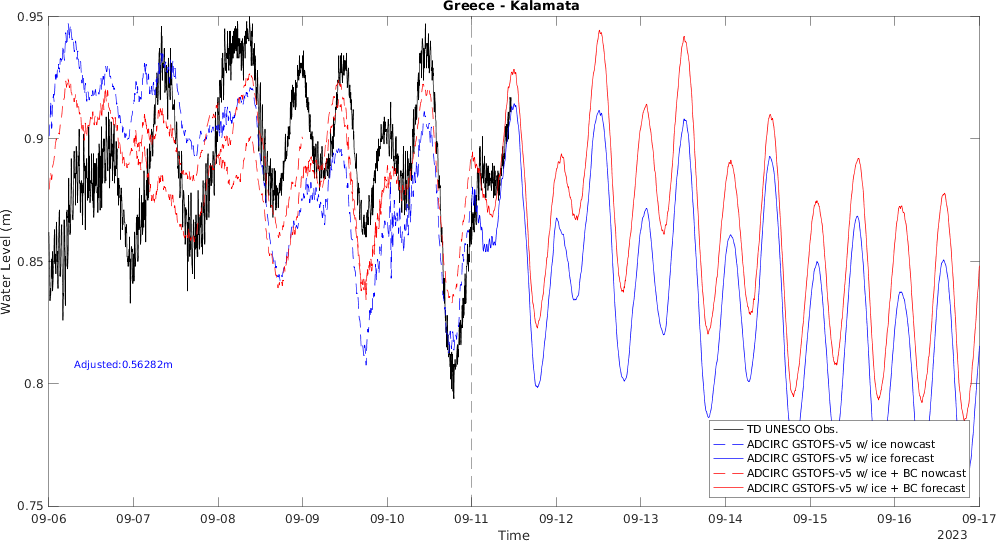 Greece - Kalamata
0.95
0.9
0.85
0.8
0.75
Water Level (m)
Adjusted:0.56282m
TD UNESCO Obs.
ADCIRC GSTOFS-v5 w/ ice nowcast
ADCIRC GSTOFS-v5 w/ ice forecast
ADCIRC GSTOFS-v5 w/ ice + BC nowcast
ADCIRC GSTOFS-v5 w/ ice + BC forecast
09-06 09-07 09-08 09-09 09-10 09-11 09-12 09-13 09-14 09-15 09-16 09-17
Time
2023